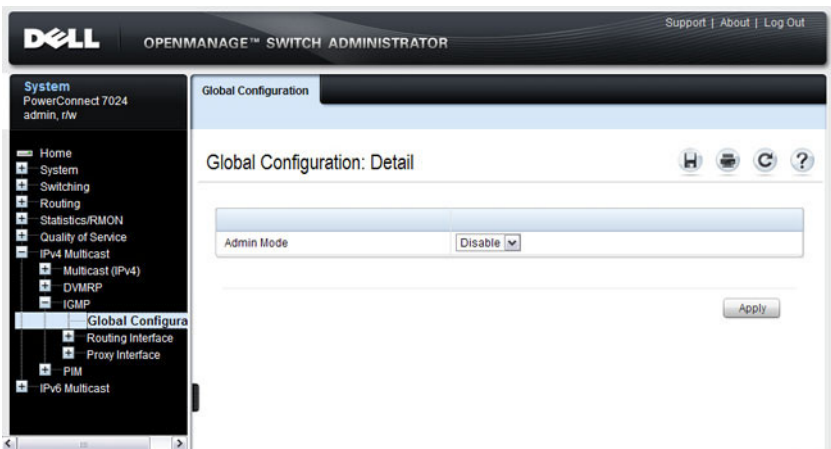 Support | About | Log Out
DELL
OPENMANAGE™ SWITCH ADMINISTRATOR
System
PowerConnect 7024
admin, r/w
Global Configuration
Home
System
Switching
Routing
Statistics/RMON
Quality of Service
IPv4 Multicast
Multicast (IPv4)
DVMRP
IGMP
Global Configura
Routing Interface
Proxy Interface
PIM
IPv6 Multicast
Global Configuration: Detail
Admin Mode
Disable
Apply